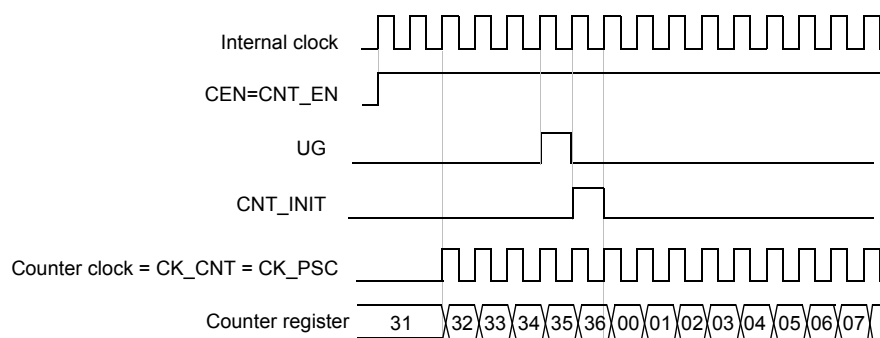 Internal clock
CEN=CNT_EN
UG
CNT_INIT
Counter clock = CK_CNT = CK_PSC
Counter register 31 32 33 34 35 36 00 01 02 03 04 05 06 07